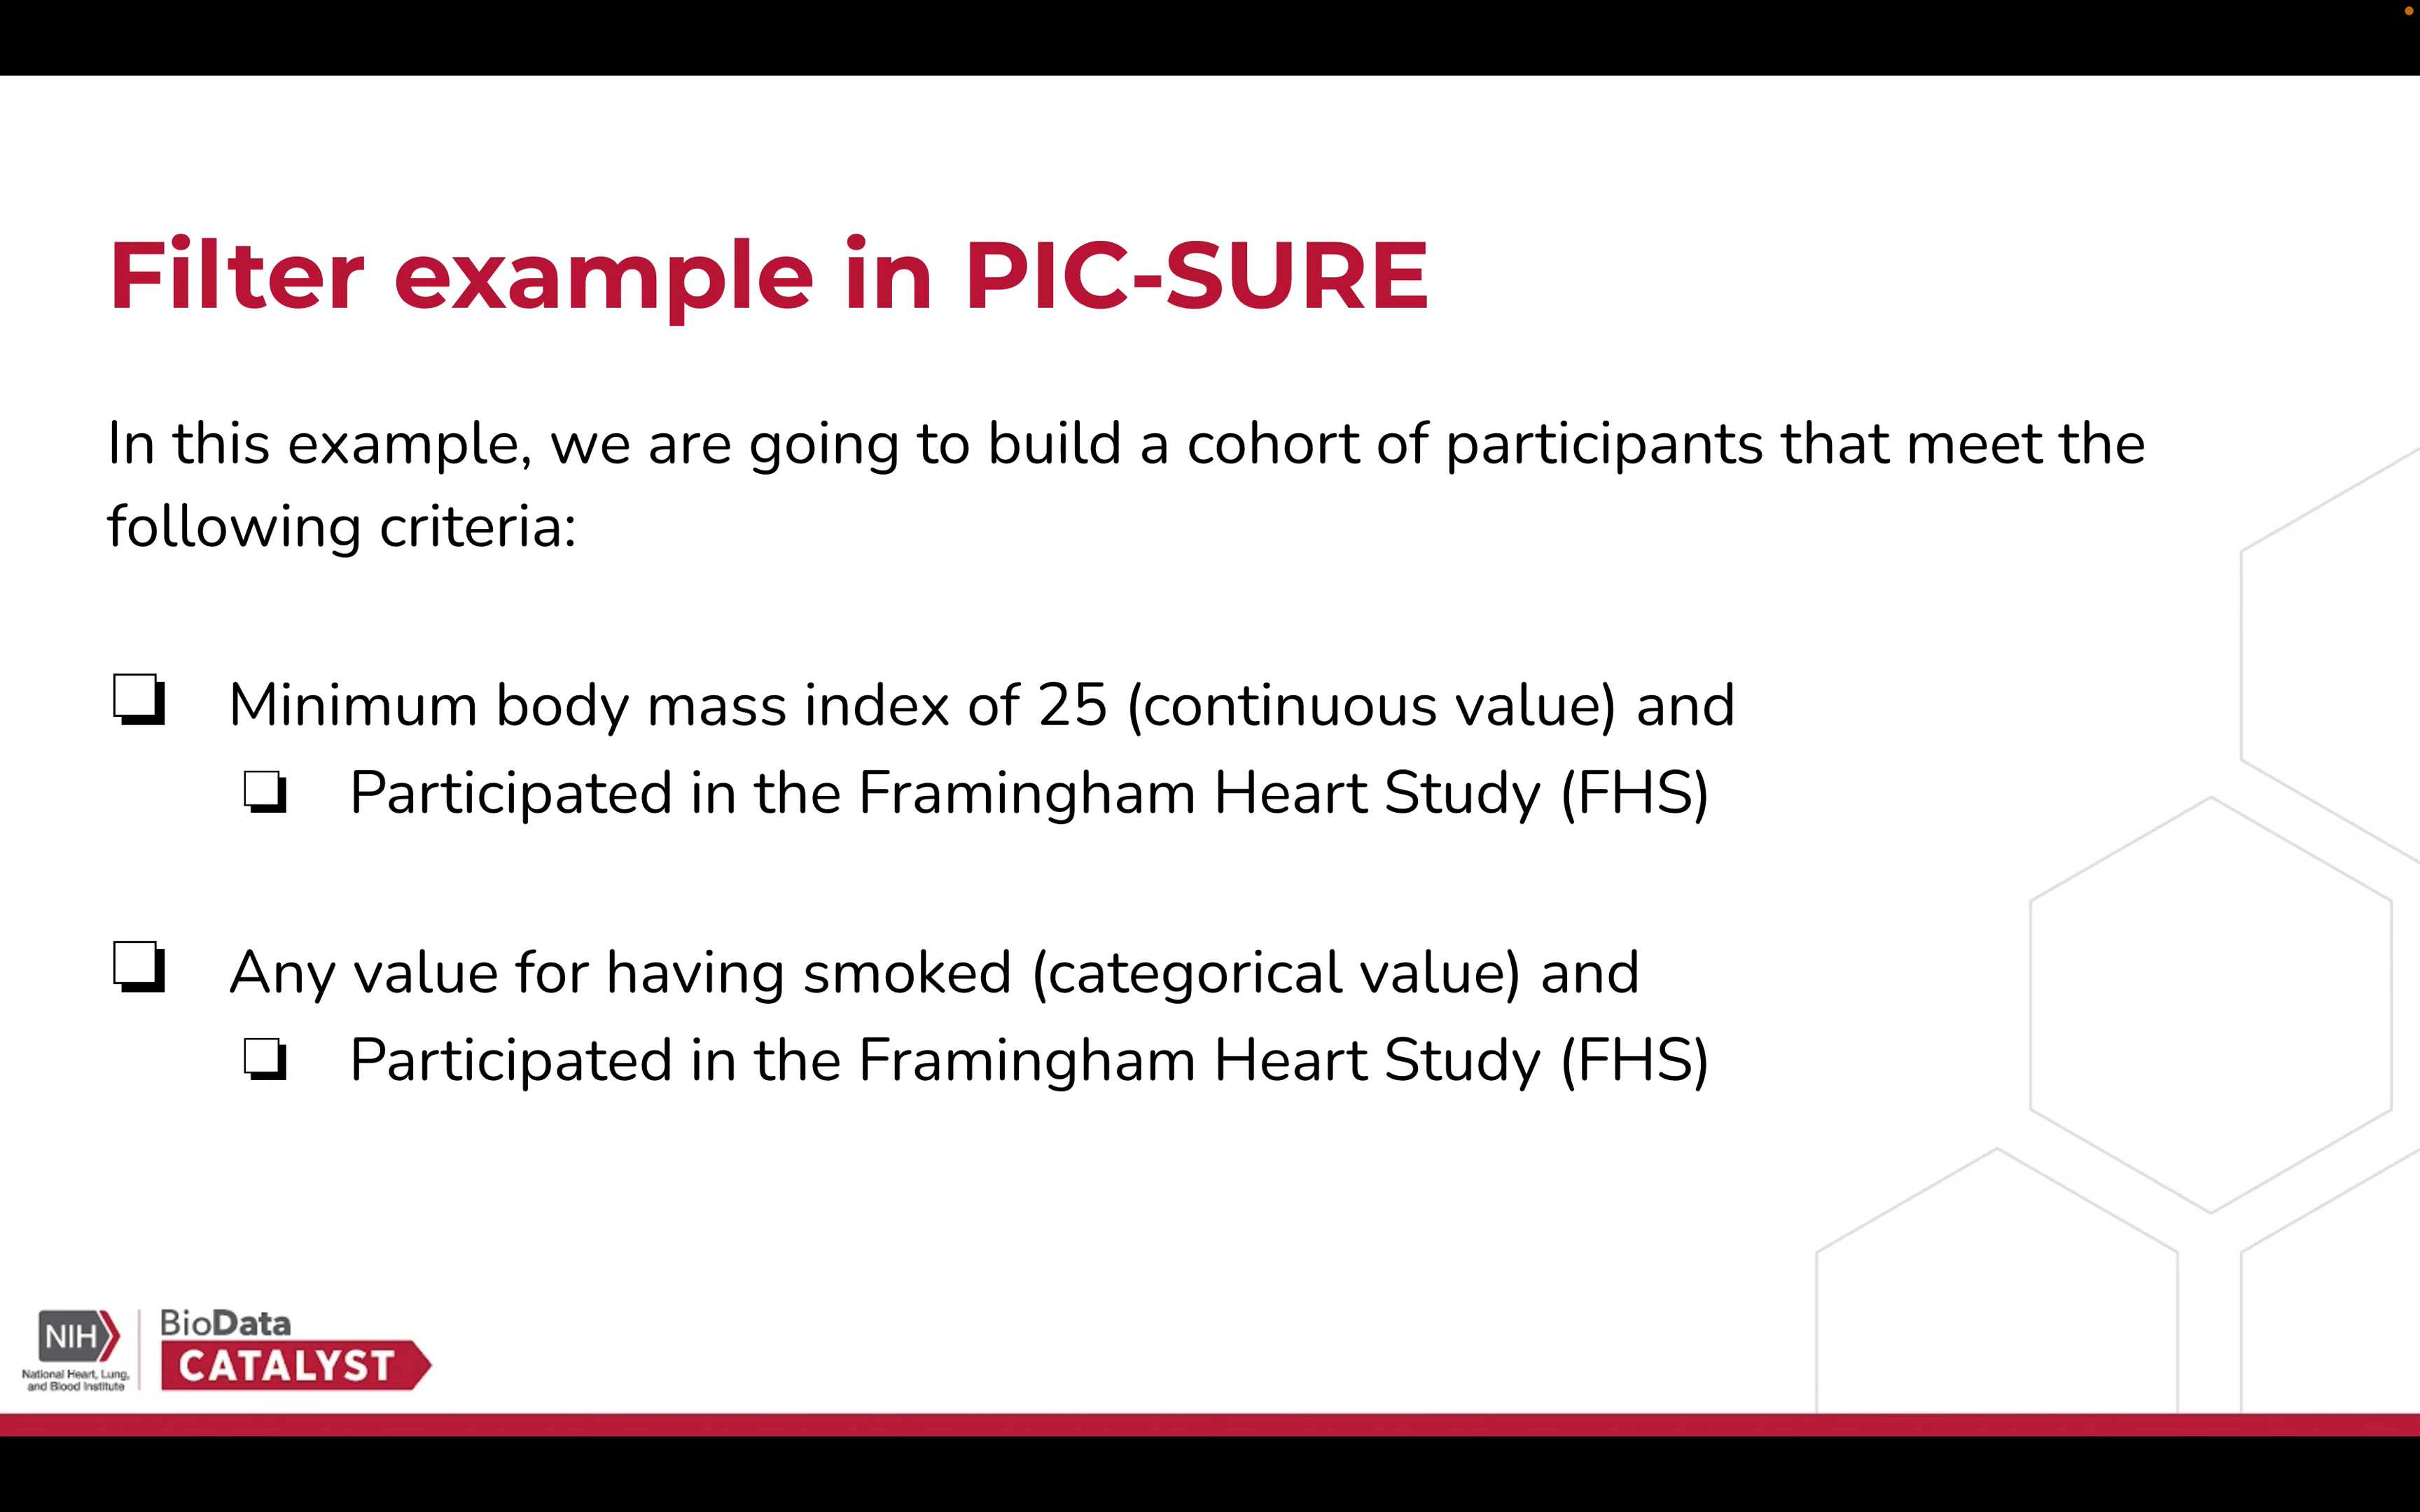 Filter example in PIC-SURE
In this example, we are going to build a cohort of participants that meet the
following criteria:
Minimum body mass index of 25 (continuous value) and
Participated in the Framingham Heart Study (FHS)
Any value for having smoked (categorical value) and
Participated in the Framingham Heart Study (FHS)
NIH
National Heart, Lung,
and Blood Institute
BioData
CATALYST